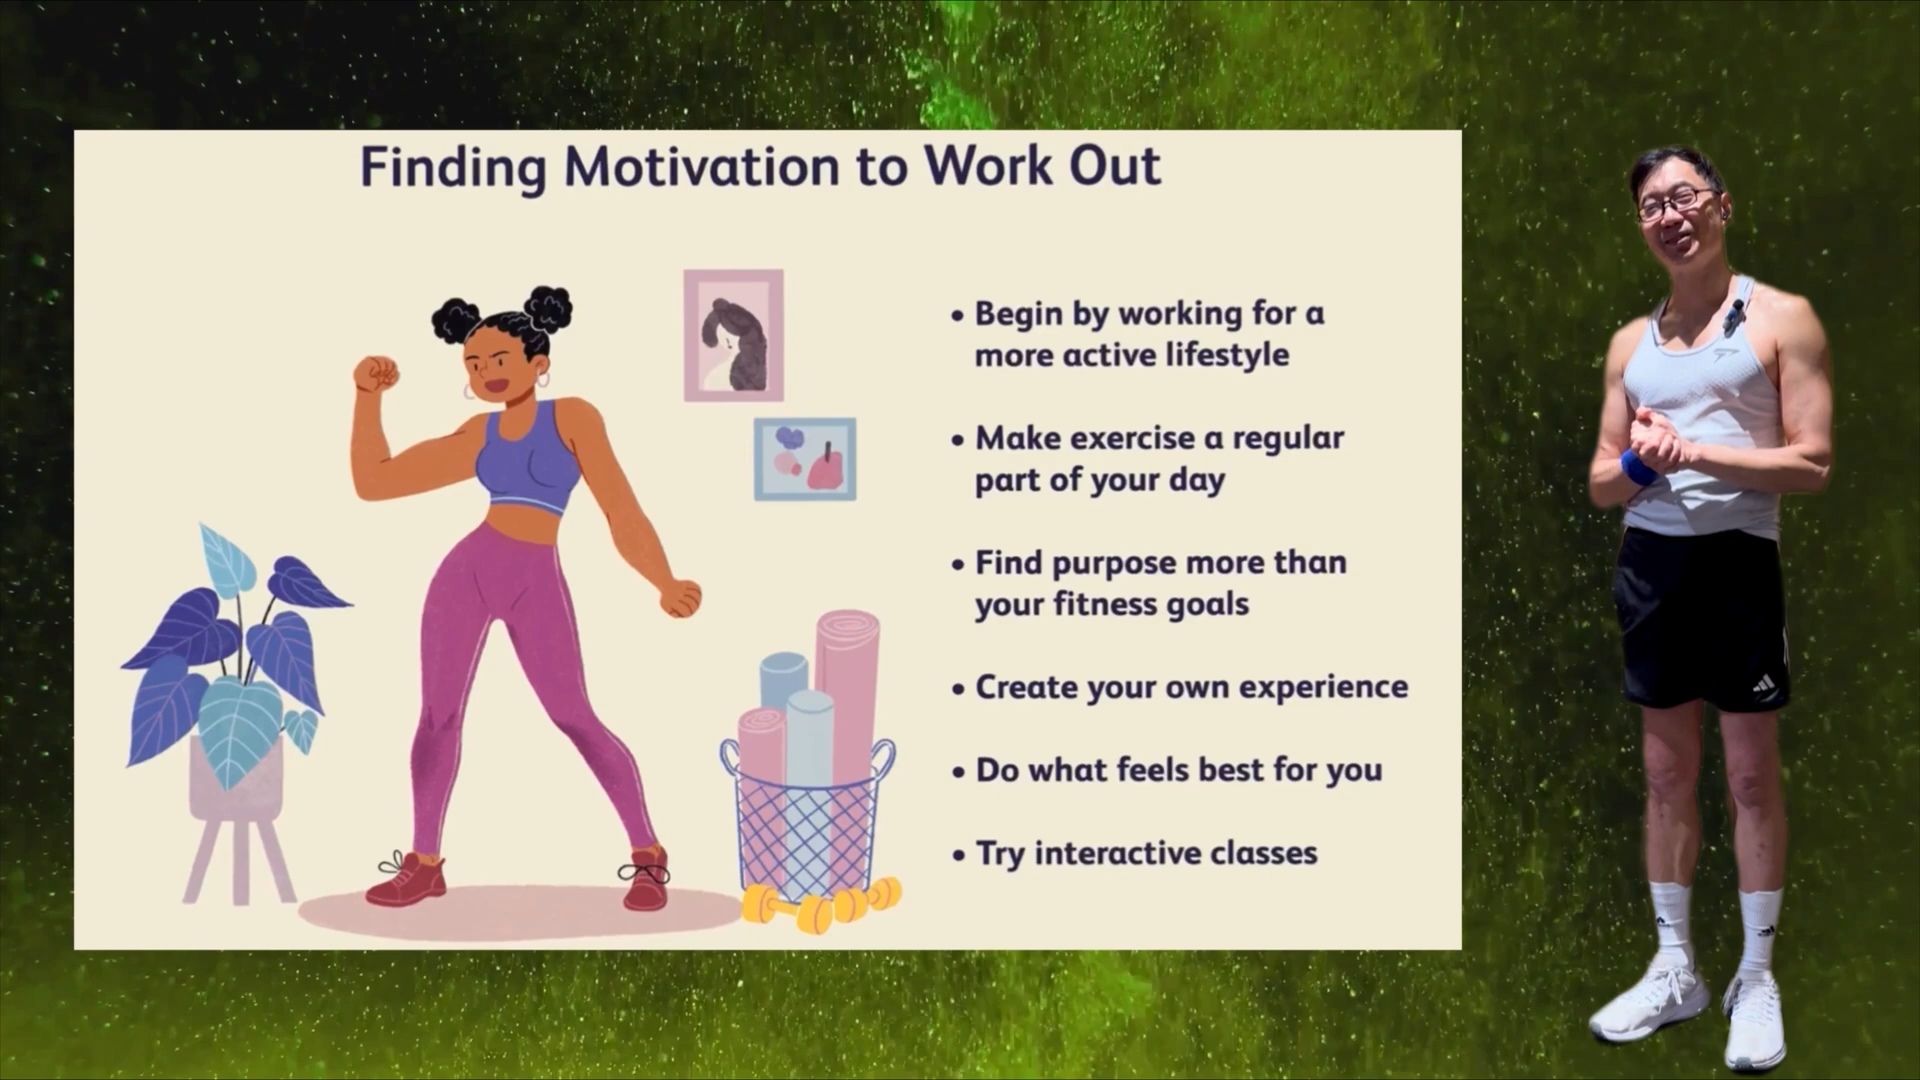 Finding Motivation to Work Out
• Begin by working for a
more active lifestyle
• Make exercise a regular
part of your day
• Find purpose more than
your fitness goals
• Create your own experience
• Do what feels best for you
• Try interactive classes